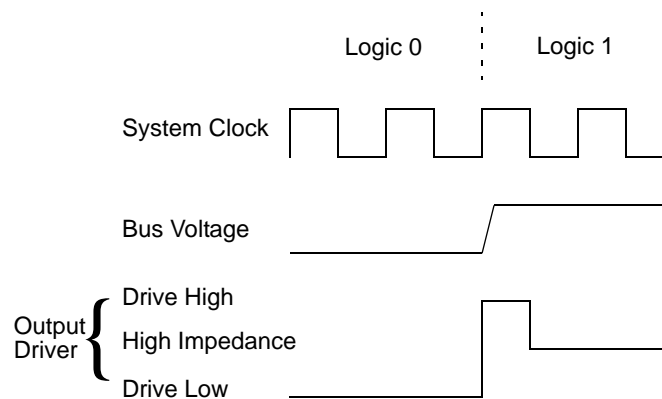 Logic 0
Logic 1
System Clock
Bus Voltage
Drive High
Output
Driver
High Impedance
Drive Low